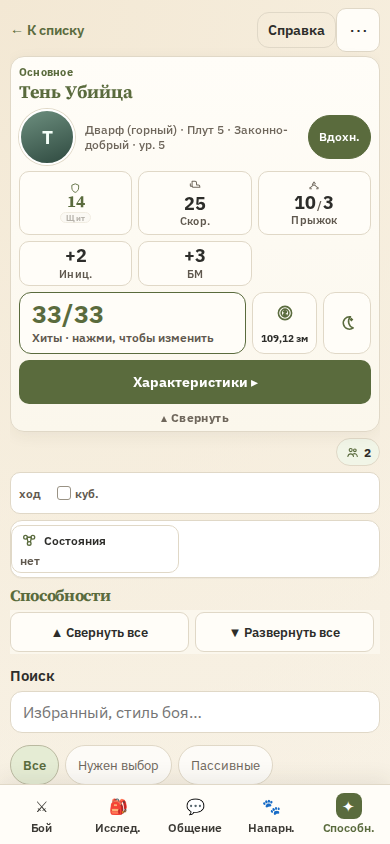 ← К списку
Справка
...
Основное
Тень Убийца
Т
Дварф (горный) · Плут 5 · Законно-
добрый · ур. 5
Вдохн.
14
Щит
25
Скор.
10/3
Прыжок
+2
Иниц.
+3
БМ
33/33
Хиты · нажми, чтобы изменить
109,12 зм
Характеристики ▸
▴ Свернуть
2
ход
куб.
Состояния
нет
Способности
▲ Свернуть все
▼ Развернуть все
Поиск
Избранный, стиль боя...
Все
Нужен выбор
Пассивные
Бой
Исслед.
Общение
Напарн.
Способн.